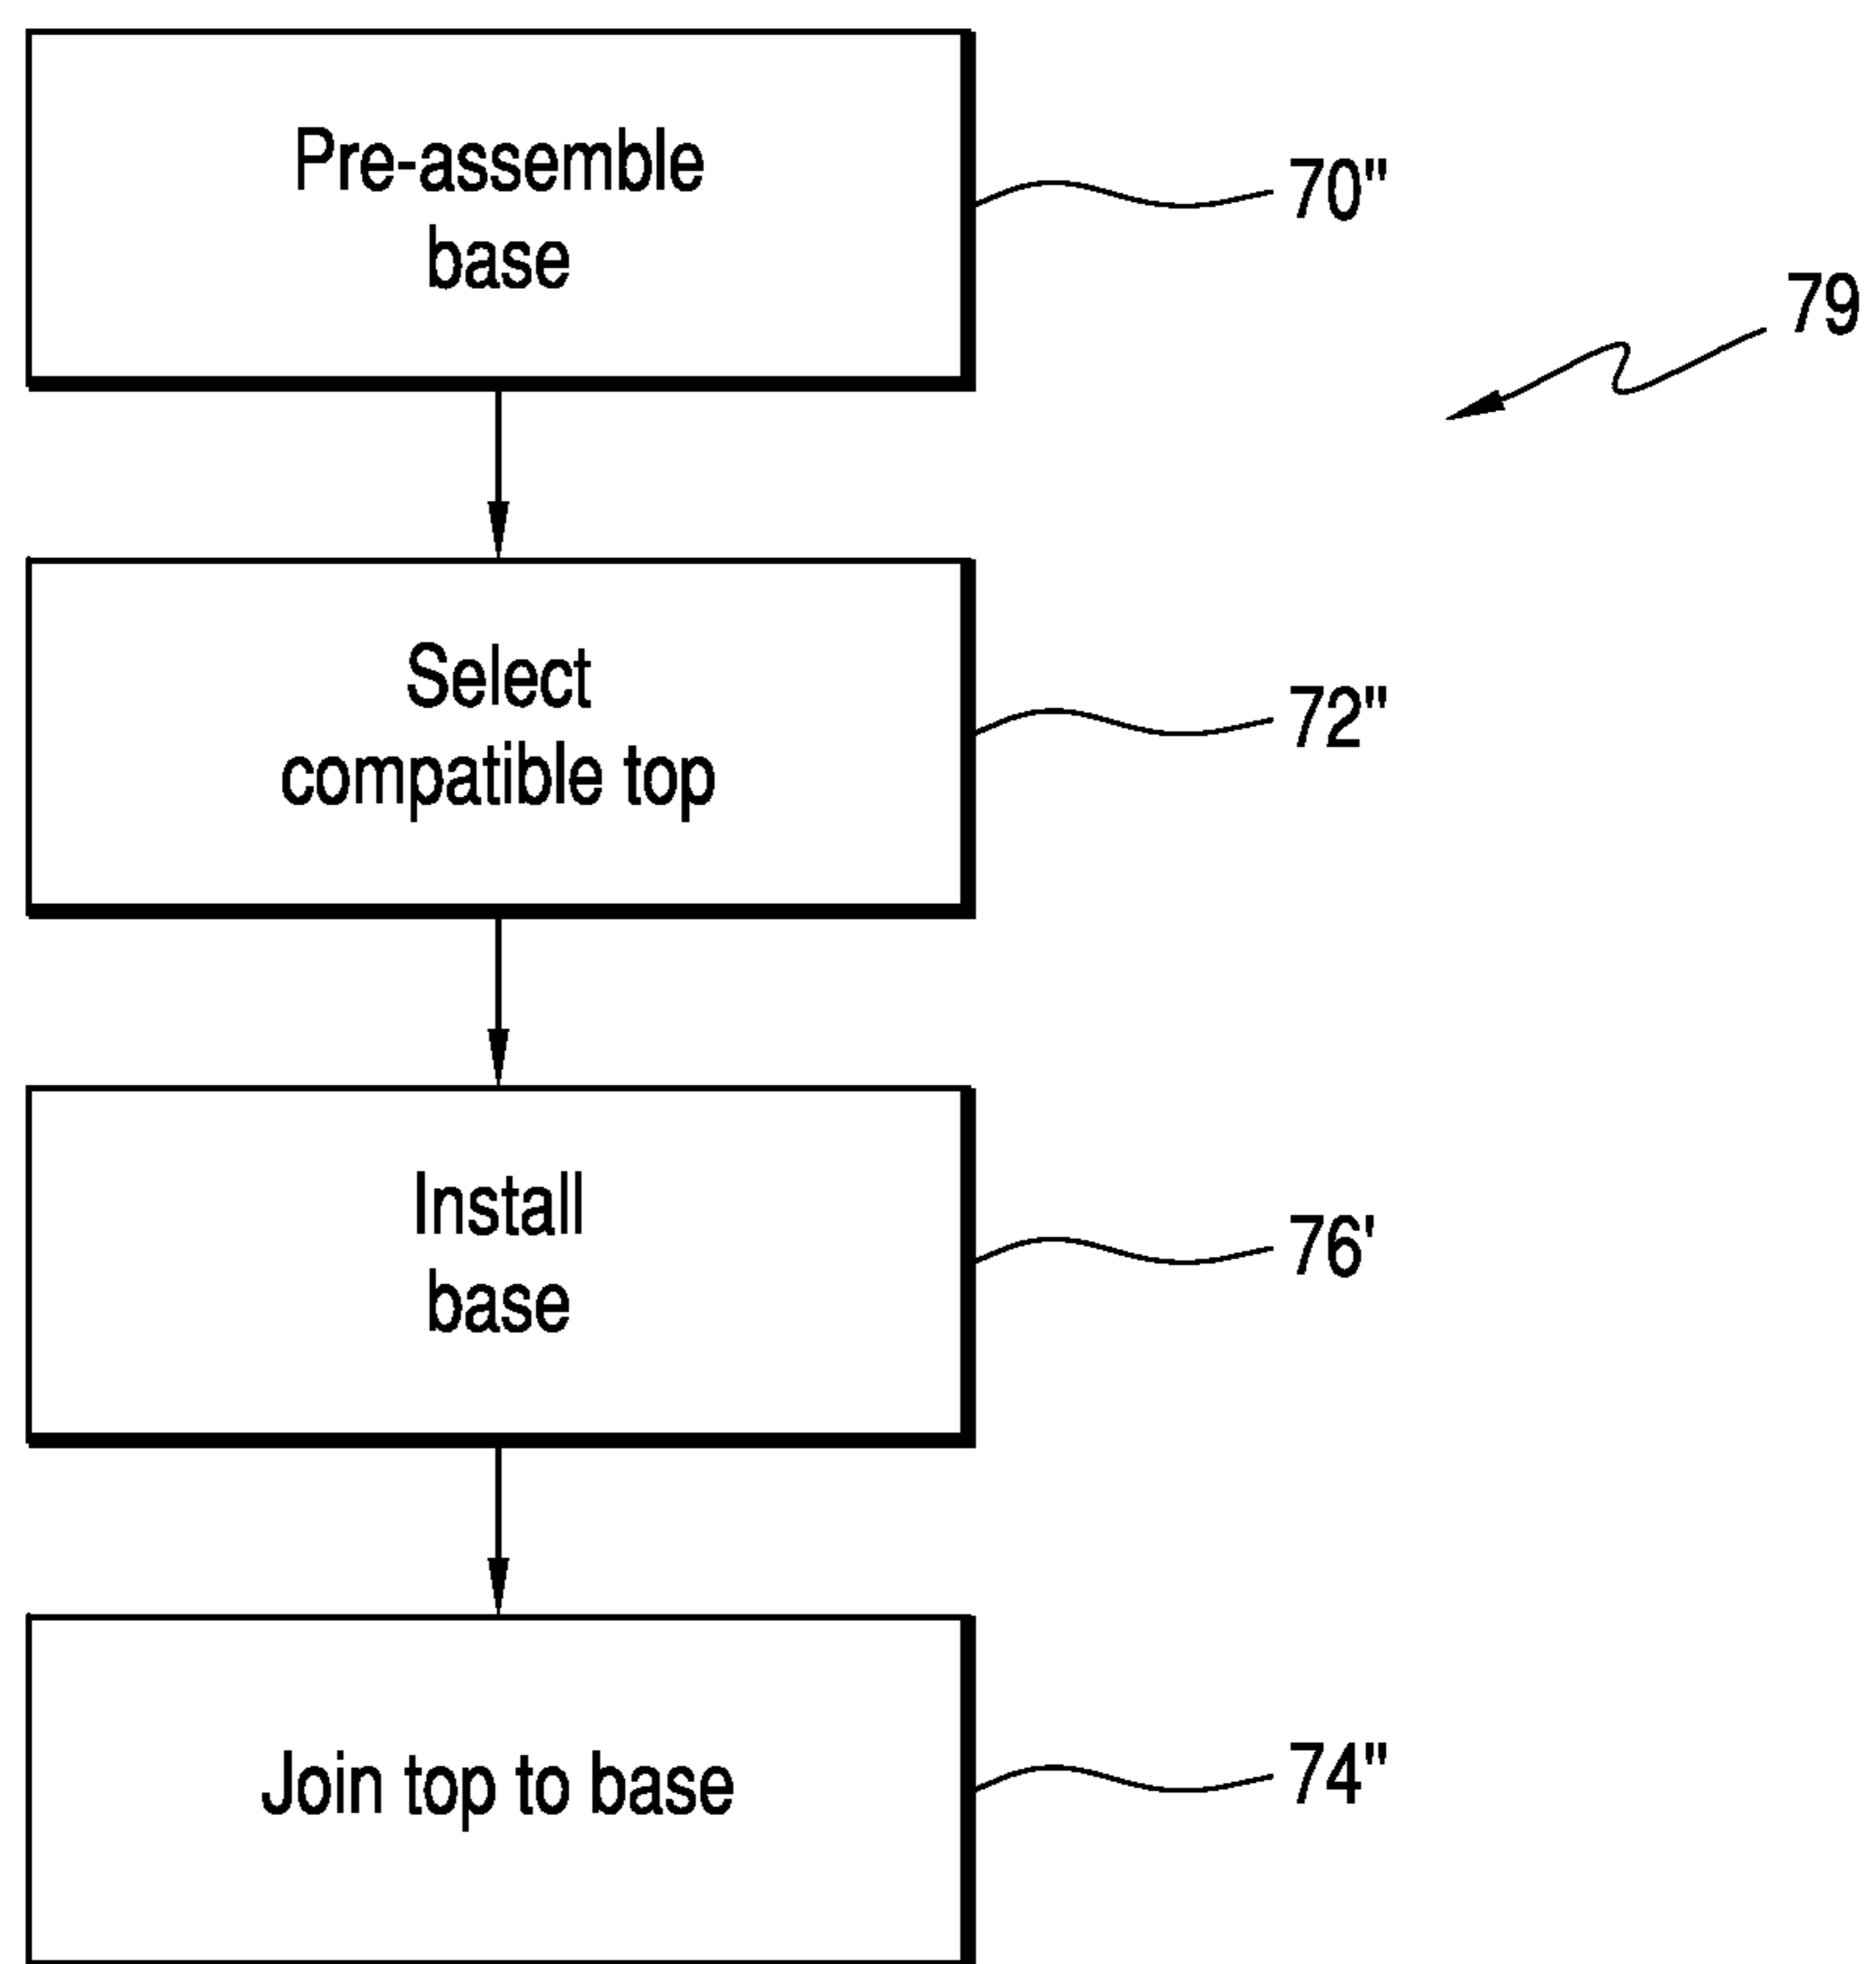 Pre-assemble
base
70"
79
Select
compatible top
72"
Install
base
76'
Join top to base
74"